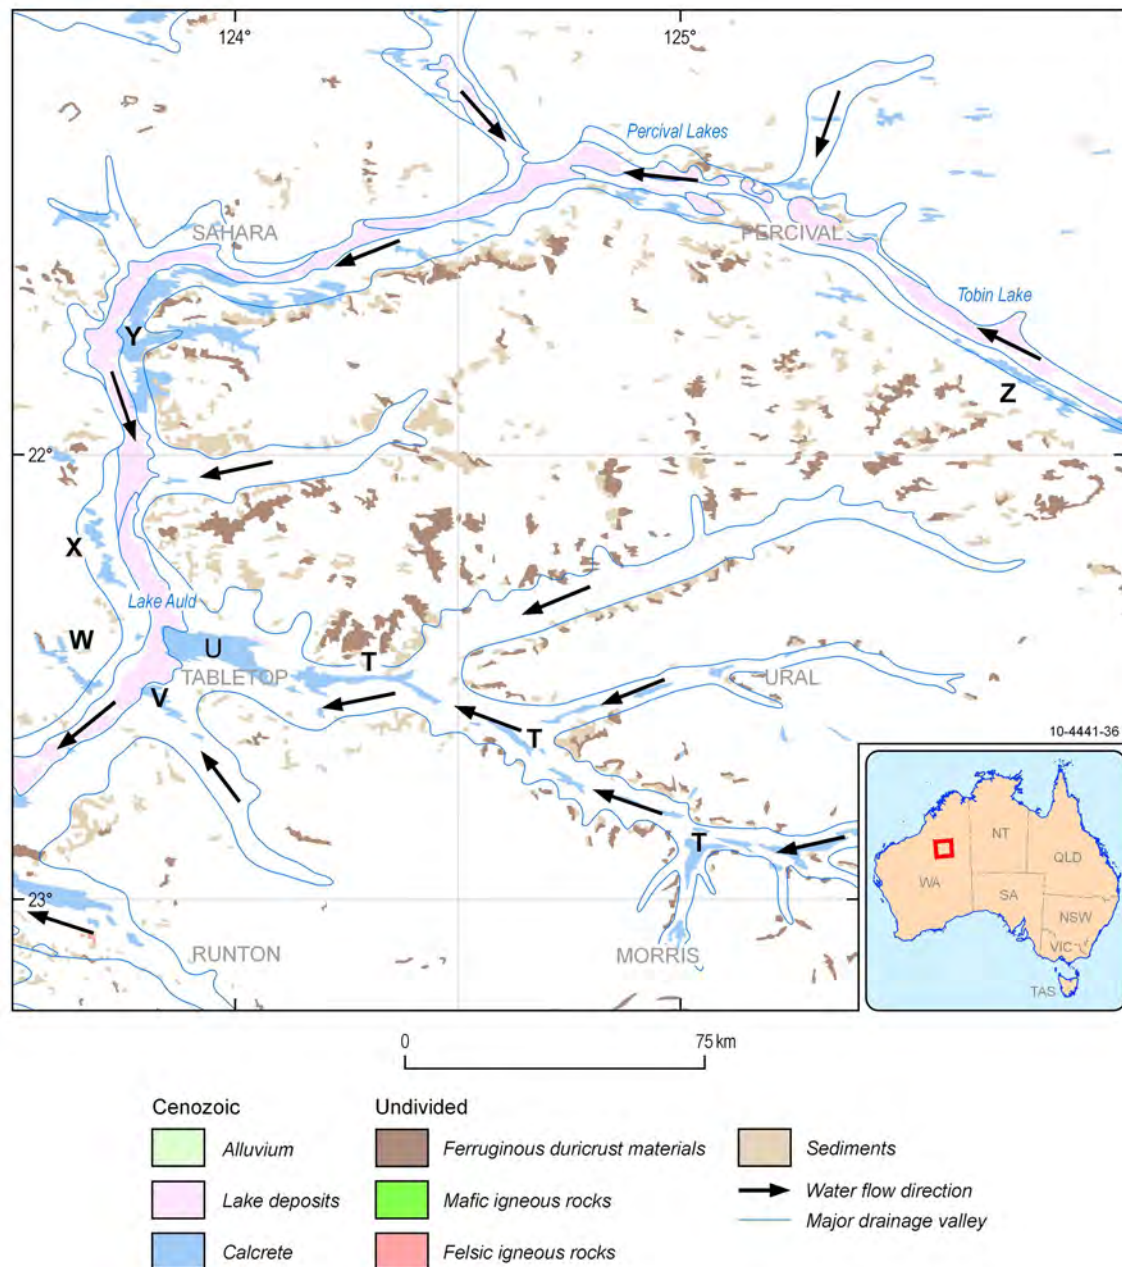 124°
125°
Percival Lakes
SAHARA
PERCIVAL
Tobin Lake
Y
Z
22°
X
Lake Auld
W
U
T
TABLETOP
URAL
V
T
10-4441-36
T
23°
RUNTON
MORRIS
NT
QLD
WA
SA
NSW
VIC
TAS
0
75 km
Cenozoic
Undivided
Alluvium
Ferruginous duricrust materials
Sediments
Lake deposits
Mafic igneous rocks
Water flow direction
Major drainage valley
Calcrete
Felsic igneous rocks